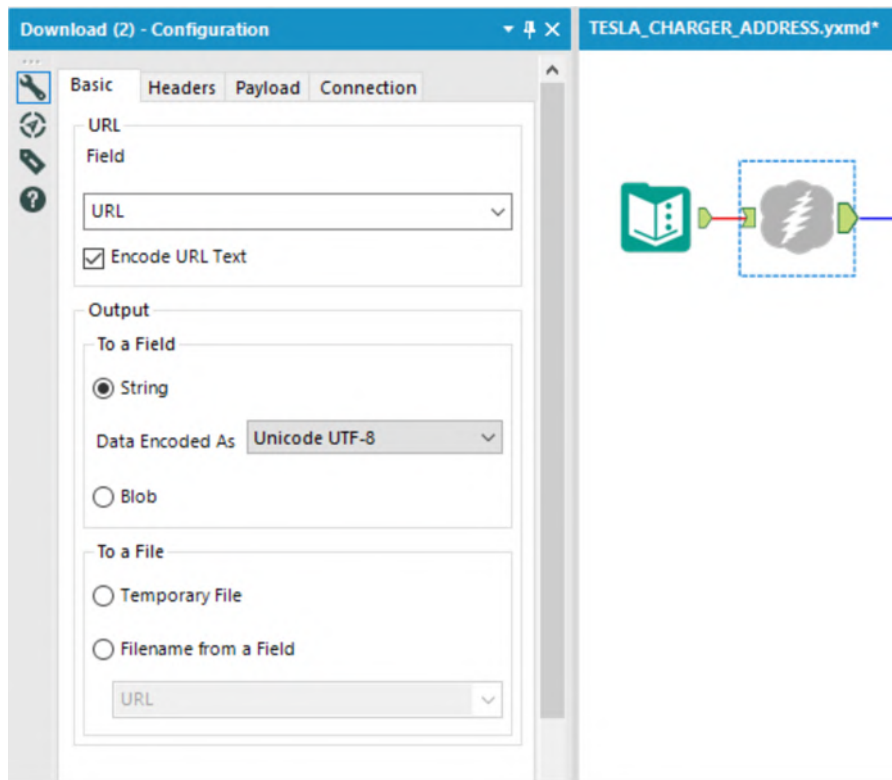 Download (2) - Configuration
TESLA_CHARGER_ADDRESS.yxmd*
Basic
Headers
Payload
Connection
URL
Field
URL
Encode URL Text
Output
To a Field
String
Data Encoded As
Unicode UTF-8
Blob
To a File
Temporary File
Filename from a Field
URL